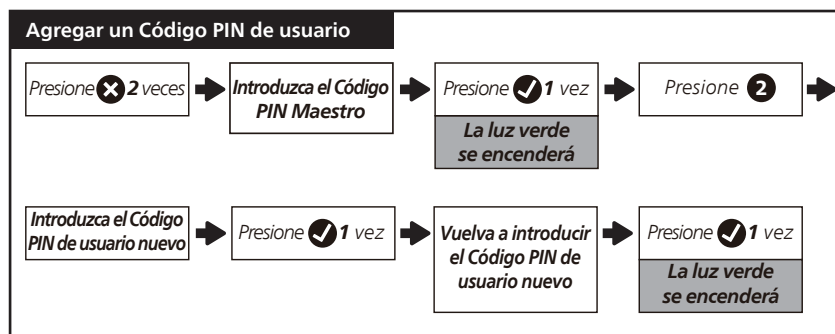 Agregar un Código PIN de usuario
Presione ✖ 2 veces
Introduzca el Código
PIN Maestro
Presione ✔ 1 vez
La luz verde
se encenderá
Presione 2
Introduzca el Código
PIN de usuario nuevo
Presione ✔ 1 vez
Vuelva a introducir
el Código PIN de
usuario nuevo
Presione ✔ 1 vez
La luz verde
se encenderá